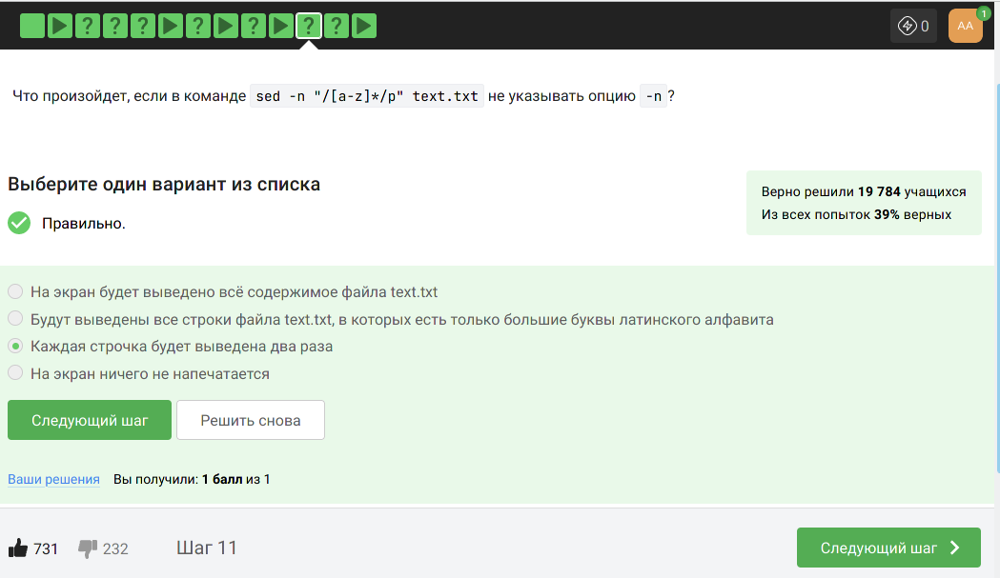 ? ? ? ? ? ? ?
0
AA
1
Что произойдет, если в команде sed -n "/[a-z]*/p" text.txt не указывать опцию -n ?
Выберите один вариант из списка
Правильно.
Верно решили 19 784 учащихся
Из всех попыток 39% верных
На экран будет выведено всё содержимое файла text.txt
Будут выведены все строки файла text.txt, в которых есть только большие буквы латинского алфавита
Каждая строчка будет выведена два раза
На экран ничего не напечатается
Следующий шаг
Решить снова
Ваши решения Вы получили: 1 балл из 1
731 232 Шаг 11
Следующий шаг